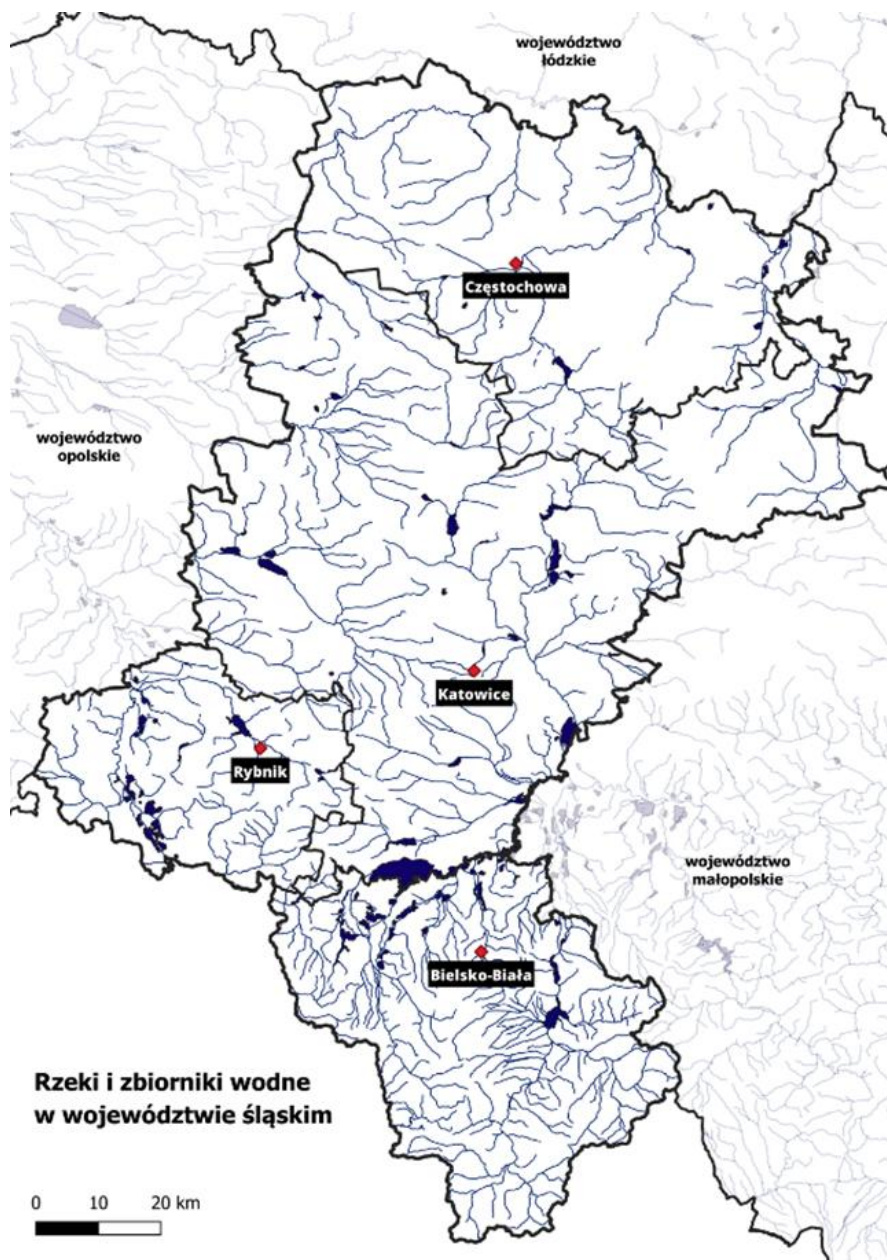 województwo
łódzkie
Częstochowa
województwo
opolskie
Katowice
Rybnik
województwo
małopolskie
Bielsko-Biała
Rzeki i zbiorniki wodne
w województwie śląskim
0 10 20 km